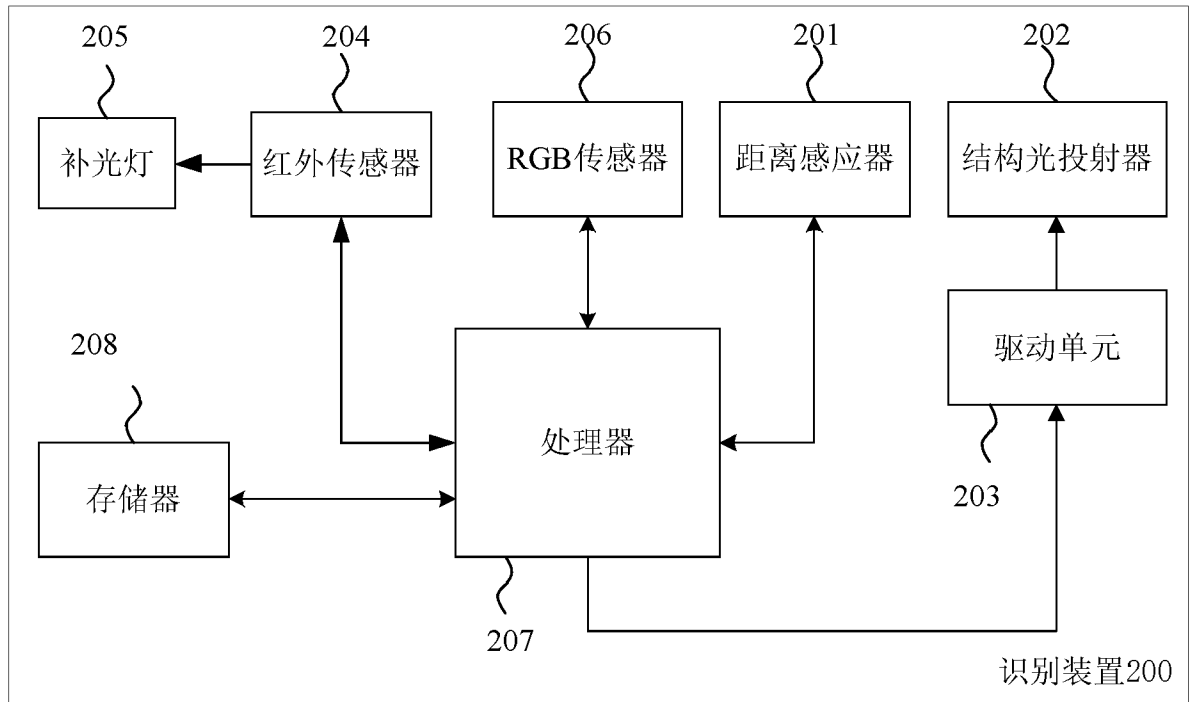 205
204
206
201
202
补光灯
红外传感器
RGB传感器
距离感应器
结构光投射器
驱动单元
208
处理器
203
存储器
207
识别装置200